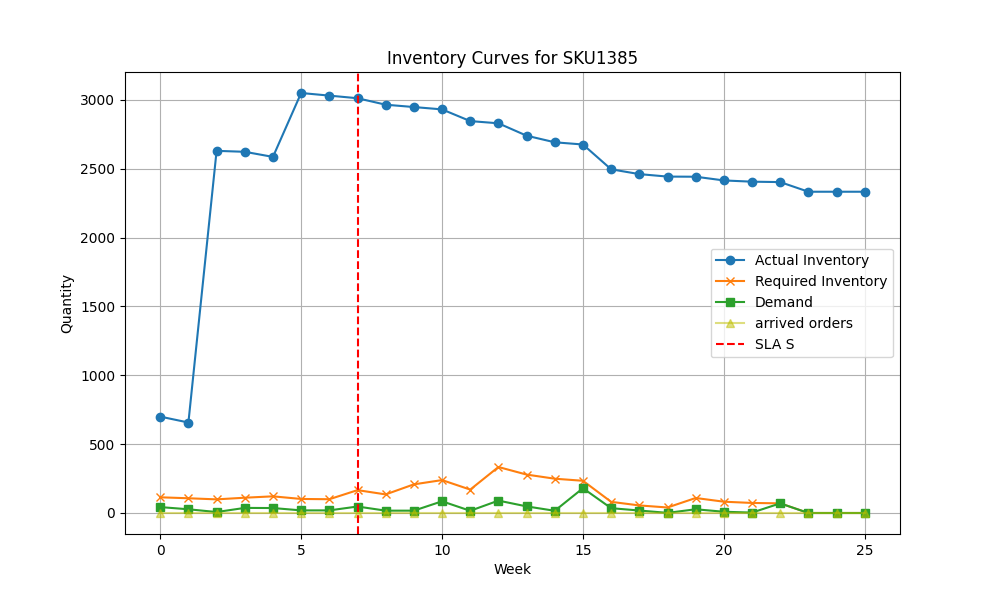 Inventory Curves for SKU1385
Quantity
3000
2500
2000
1500
1000
500
0
Actual Inventory
Required Inventory
Demand
arrived orders
SLA S
0 5 10 15 20 25
Week